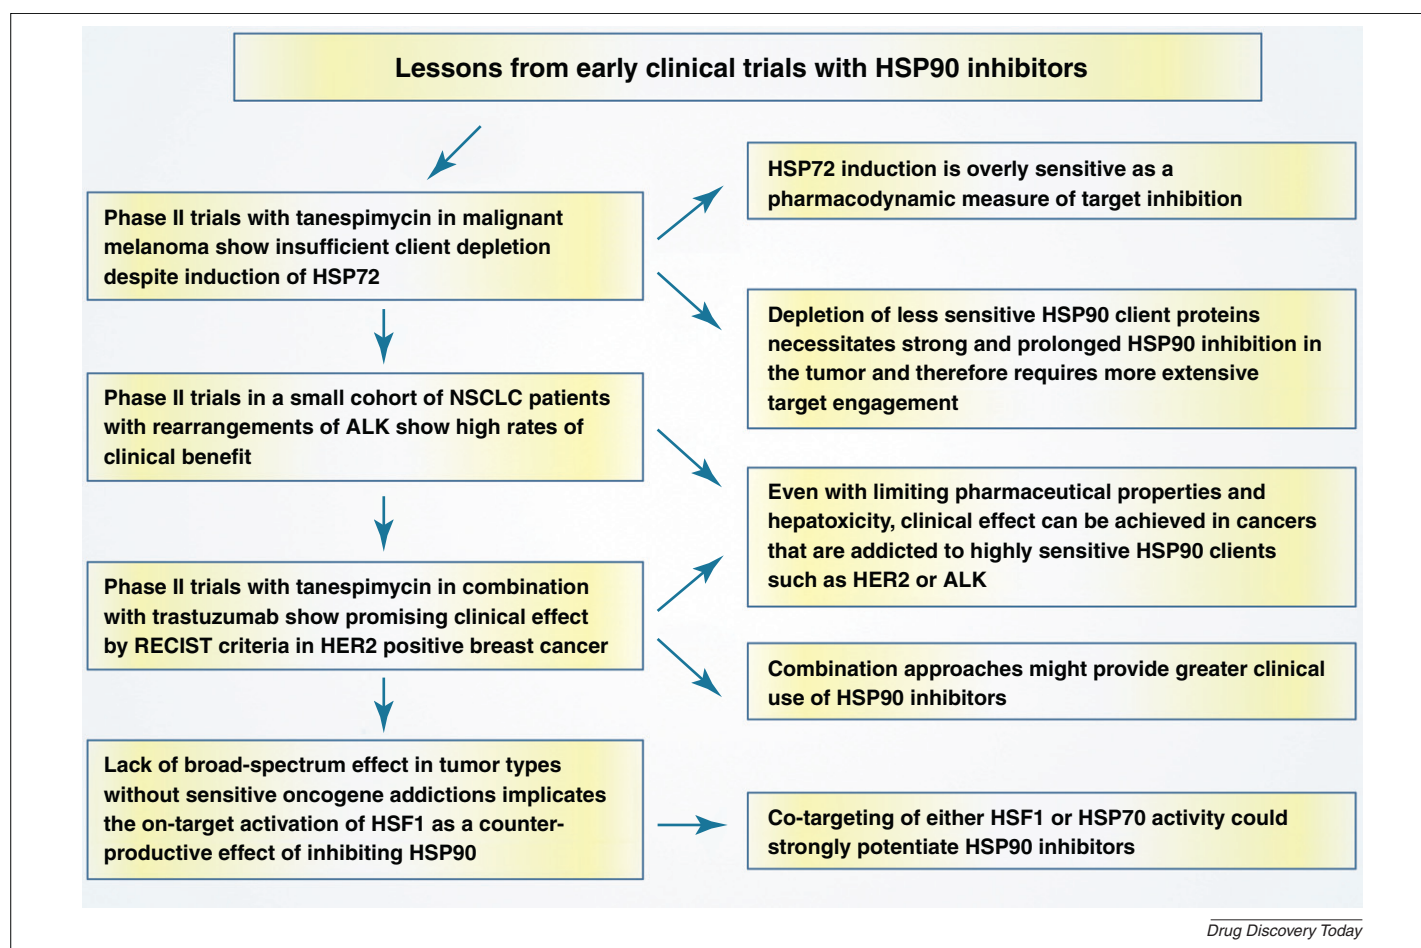 Lessons from early clinical trials with HSP90 inhibitors
Phase II trials with tanespimycin in malignant
melanoma show insufficient client depletion
despite induction of HSP72
HSP72 induction is overly sensitive as a
pharmacodynamic measure of target inhibition
Depletion of less sensitive HSP90 client proteins
necessitates strong and prolonged HSP90 inhibition in
the tumor and therefore requires more extensive
target engagement
Phase II trials in a small cohort of NSCLC patients
with rearrangements of ALK show high rates of
clinical benefit
Even with limiting pharmaceutical properties and
hepatoxicity, clinical effect can be achieved in cancers
that are addicted to highly sensitive HSP90 clients
such as HER2 or ALK
Phase II trials with tanespimycin in combination
with trastuzumab show promising clinical effect
by RECIST criteria in HER2 positive breast cancer
Combination approaches might provide greater clinical
use of HSP90 inhibitors
Lack of broad-spectrum effect in tumor types
without sensitive oncogene addictions implicates
the on-target activation of HSF1 as a counter-
productive effect of inhibiting HSP90
Co-targeting of either HSF1 or HSP70 activity could
strongly potentiate HSP90 inhibitors
Drug Discovery Today